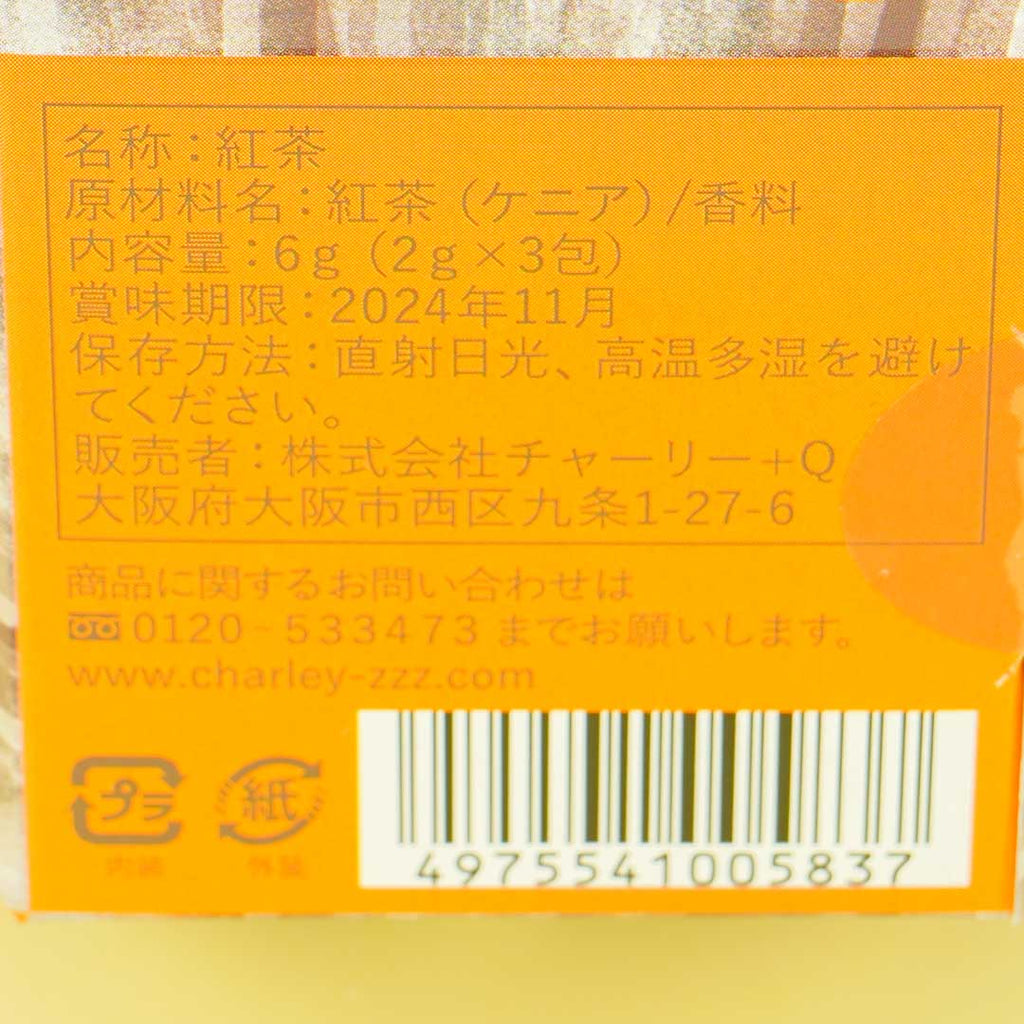 名称：紅茶
原材料名：紅茶（ケニア）/香料
内容量：6g（2g×3包）
賞味期限：2024年11月
保存方法：直射日光、高温多湿を避け
てください。
販売者：株式会社チャーリー+Q
大阪府大阪市西区九条1-27-6
商品に関するお問い合わせは
0120-533473 までお願いします。
www.charley-zzz.com
プラ 紙
内装 外装
4975541005837